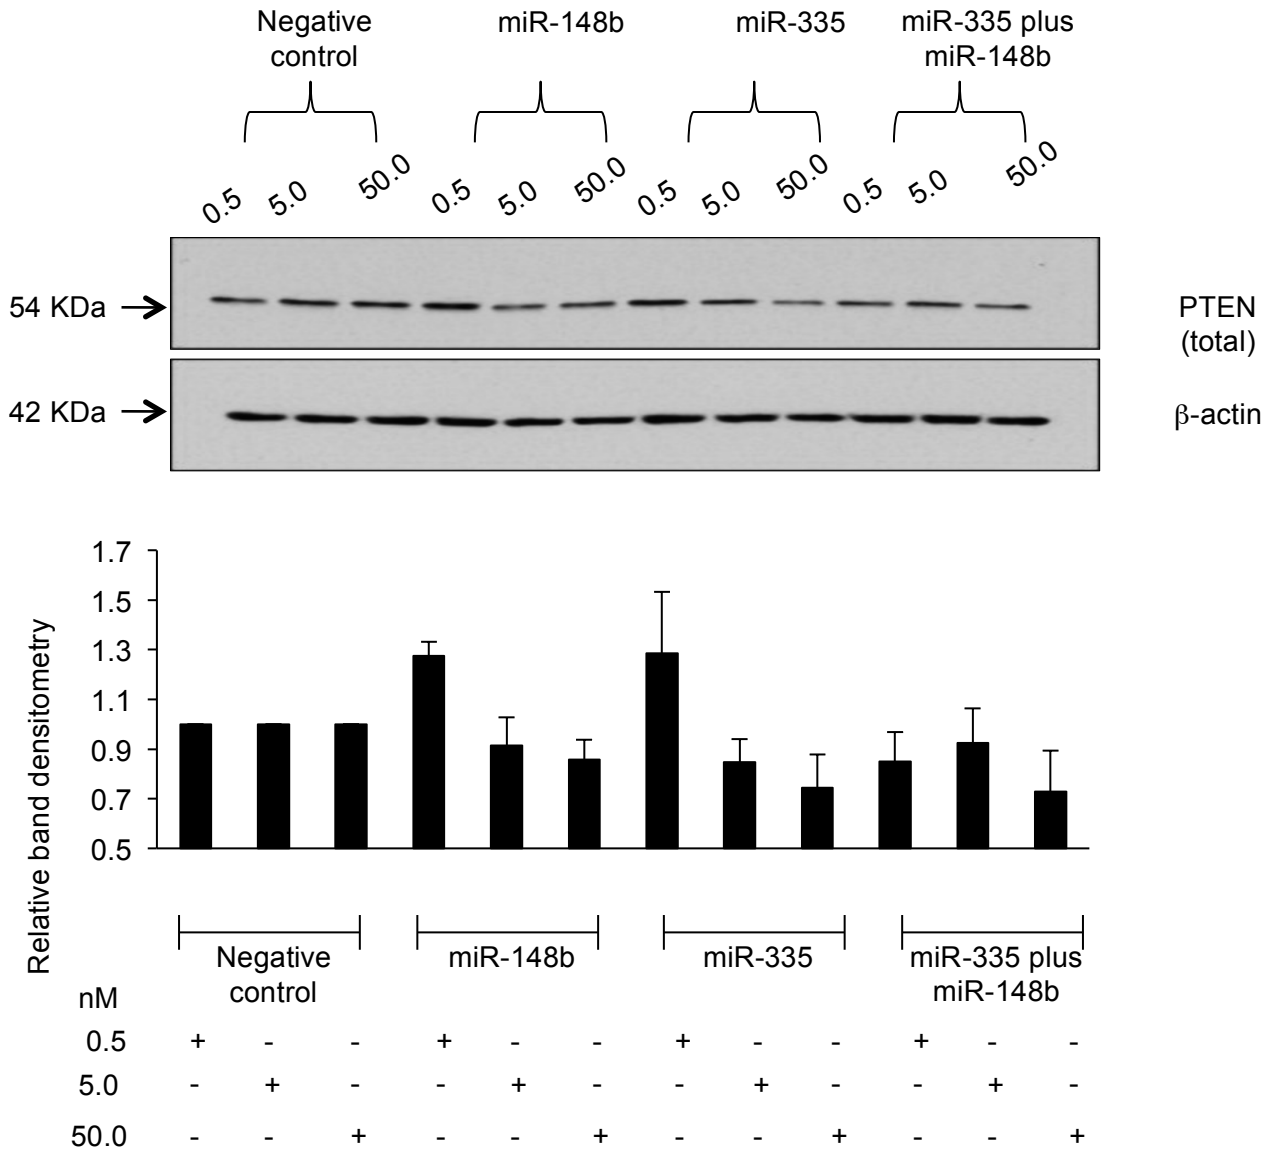 Negative control
miR-148b
miR-335
miR-335 plus miR-148b
0.5 5.0 50.0 0.5 5.0 50.0 0.5 5.0 50.0 0.5 5.0 50.0
54 KDa
PTEN
(total)
42 KDa
β-actin
Relative band densitometry
1.7
1.5
1.3
1.1
0.9
0.7
0.5
Negative control
miR-148b
miR-335
miR-335 plus miR-148b
nM
0.5 + - - + - - + - - + - -
5.0 - + - - + - - + - - + -
50.0 - - + - - + - - + - - +